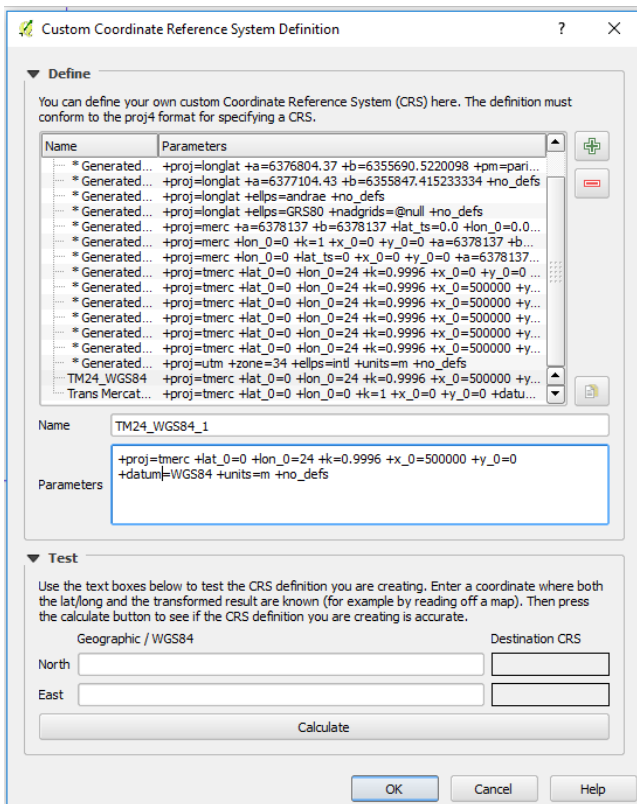 Custom Coordinate Reference System Definition
?
Define
You can define your own custom Coordinate Reference System (CRS) here. The definition must
conform to the proj4 format for specifying a CRS.
Name Parameters
* Generated... +proj=longlat +a=6376804.37 +b=6355690.5220098 +pm=pari...
* Generated... +proj=longlat +a=6377104.43 +b=6355847.415233334 +no_defs
* Generated... +proj=longlat +ellps=andrae +no_defs
* Generated... +proj=longlat +ellps=GRS80 +nadgrids=@null +no_defs
* Generated... +proj=merc +a=6378137 +b=6378137 +lat_ts=0.0 +lon_0=0.0...
* Generated... +proj=merc +lon_0=0 +k=1 +x_0=0 +y_0=0 +a=6378137 +b...
* Generated... +proj=merc +lon_0=0 +lat_ts=0 +x_0=0 +y_0=0 +a=6378137...
* Generated... +proj=tmerc +lat_0=0 +lon_0=24 +k=0.9996 +x_0=0 +y_0=0 ...
* Generated... +proj=tmerc +lat_0=0 +lon_0=24 +k=0.9996 +x_0=500000 +y...
* Generated... +proj=tmerc +lat_0=0 +lon_0=24 +k=0.9996 +x_0=500000 +y...
* Generated... +proj=tmerc +lat_0=0 +lon_0=24 +k=0.9996 +x_0=500000 +y...
* Generated... +proj=tmerc +lat_0=0 +lon_0=24 +k=0.9996 +x_0=500000 +y...
* Generated... +proj=tmerc +lat_0=0 +lon_0=24 +k=0.9996 +x_0=500000 +y...
* Generated... +proj=utm +zone=34 +ellps=intl +units=m +no_defs
TM24_WGS84 +proj=tmerc +lat_0=0 +lon_0=24 +k=0.9996 +x_0=500000 +y...
Trans Mercat... +proj=tmerc +lat_0=0 +lon_0=0 +k=1 +x_0=0 +y_0=0 +datu...
Name TM24_WGS84_1
Parameters
+proj=tmerc +lat_0=0 +lon_0=24 +k=0.9996 +x_0=500000 +y_0=0
+datum=WGS84 +units=m +no_defs
Test
Use the text boxes below to test the CRS definition you are creating. Enter a coordinate where both
the lat/long and the transformed result are known (for example by reading off a map). Then press
the calculate button to see if the CRS definition you are creating is accurate.
Geographic / WGS84 Destination CRS
North
East
Calculate
OK Cancel Help